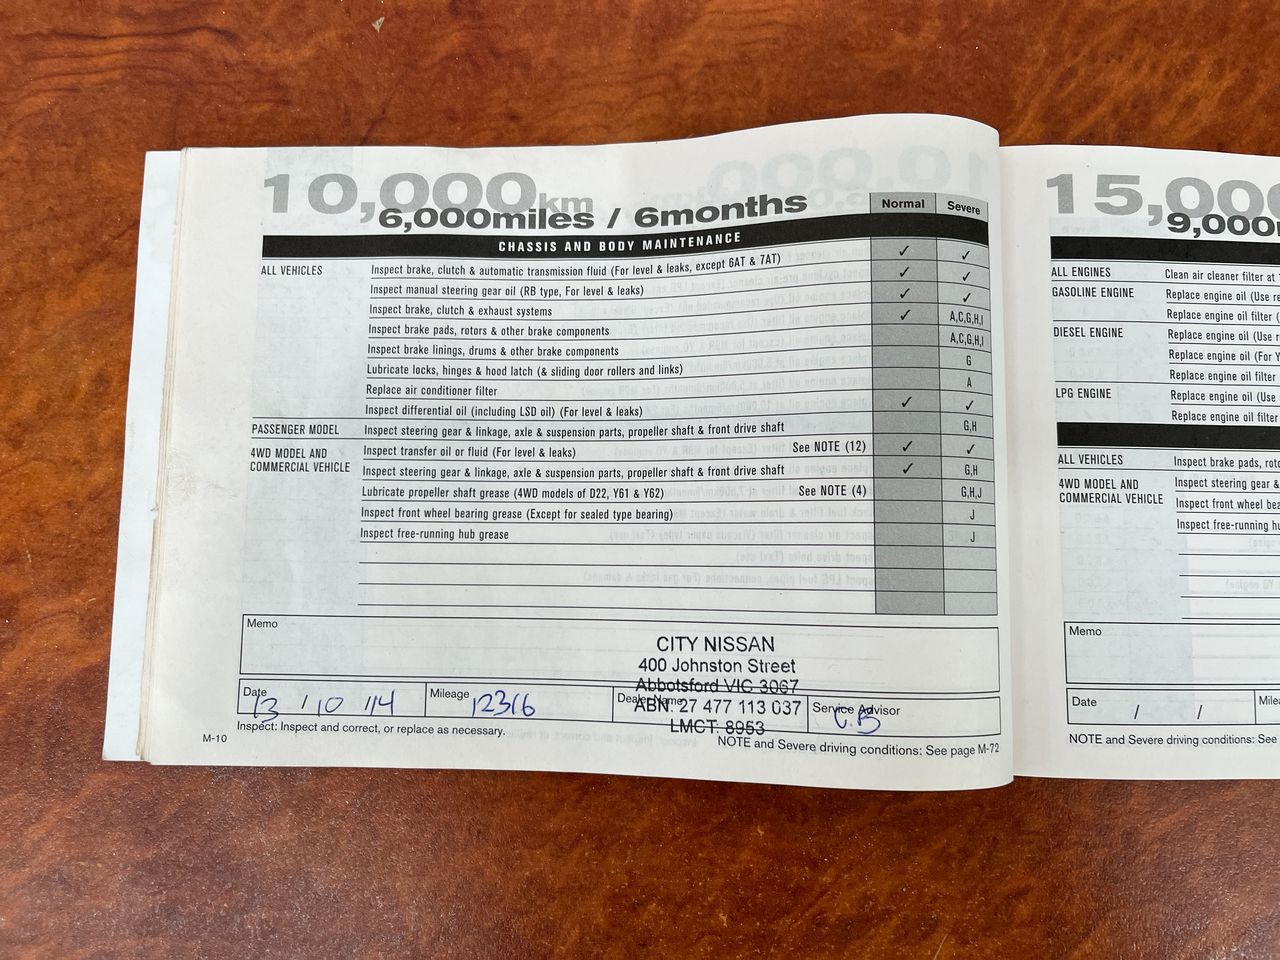 10,000km
6,000miles / 6months
Normal Severe
CHASSIS AND BODY MAINTENANCE
ALL VEHICLES Inspect brake, clutch & automatic transmission fluid (For level & leaks, except 6AT & 7AT) ✓ ✓
Inspect manual steering gear oil (RB type, For level & leaks) ✓ ✓
Inspect brake, clutch & exhaust systems ✓ ✓
Inspect brake pads, rotors & other brake components ✓ A,C,G,H,I
Inspect brake linings, drums & other brake components A,C,G,H,I
Lubricate locks, hinges & hood latch (& sliding door rollers and links) G
Replace air conditioner filter A
Inspect differential oil (including LSD oil) (For level & leaks) ✓ ✓
PASSENGER MODEL Inspect steering gear & linkage, axle & suspension parts, propeller shaft & front drive shaft G,H
4WD MODEL AND COMMERCIAL VEHICLE Inspect transfer oil or fluid (For level & leaks) See NOTE (12) ✓ ✓
Inspect steering gear & linkage, axle & suspension parts, propeller shaft & front drive shaft ✓ G,H
Lubricate propeller shaft grease (4WD models of D22, Y61 & Y62) See NOTE (4) G,H,J
Inspect front wheel bearing grease (Except for sealed type bearing) J
Inspect free-running hub grease J
Memo
CITY NISSAN
400 Johnston Street
Abbotsford VIC 3067
ABN: 27 477 113 037
LMCT: 8953
Date 13 / 10 / 14 Mileage 12316 Dealer Name Service Advisor
Inspect: Inspect and correct, or replace as necessary.
M-10 NOTE and Severe driving conditions: See page M-72
15,00
9,000
ALL ENGINES Clean air cleaner filter at
GASOLINE ENGINE Replace engine oil (Use
Replace engine oil filter (
DIESEL ENGINE Replace engine oil (Use
Replace engine oil (For Y
Replace engine oil filter
LPG ENGINE Replace engine oil (Use
Replace engine oil filter
ALL VEHICLES Inspect brake pads,
4WD MODEL AND COMMERCIAL VEHICLE Inspect steering gear &
Inspect front wheel
Inspect free-running
Memo
Date / /
NOTE and Severe driving conditions: See